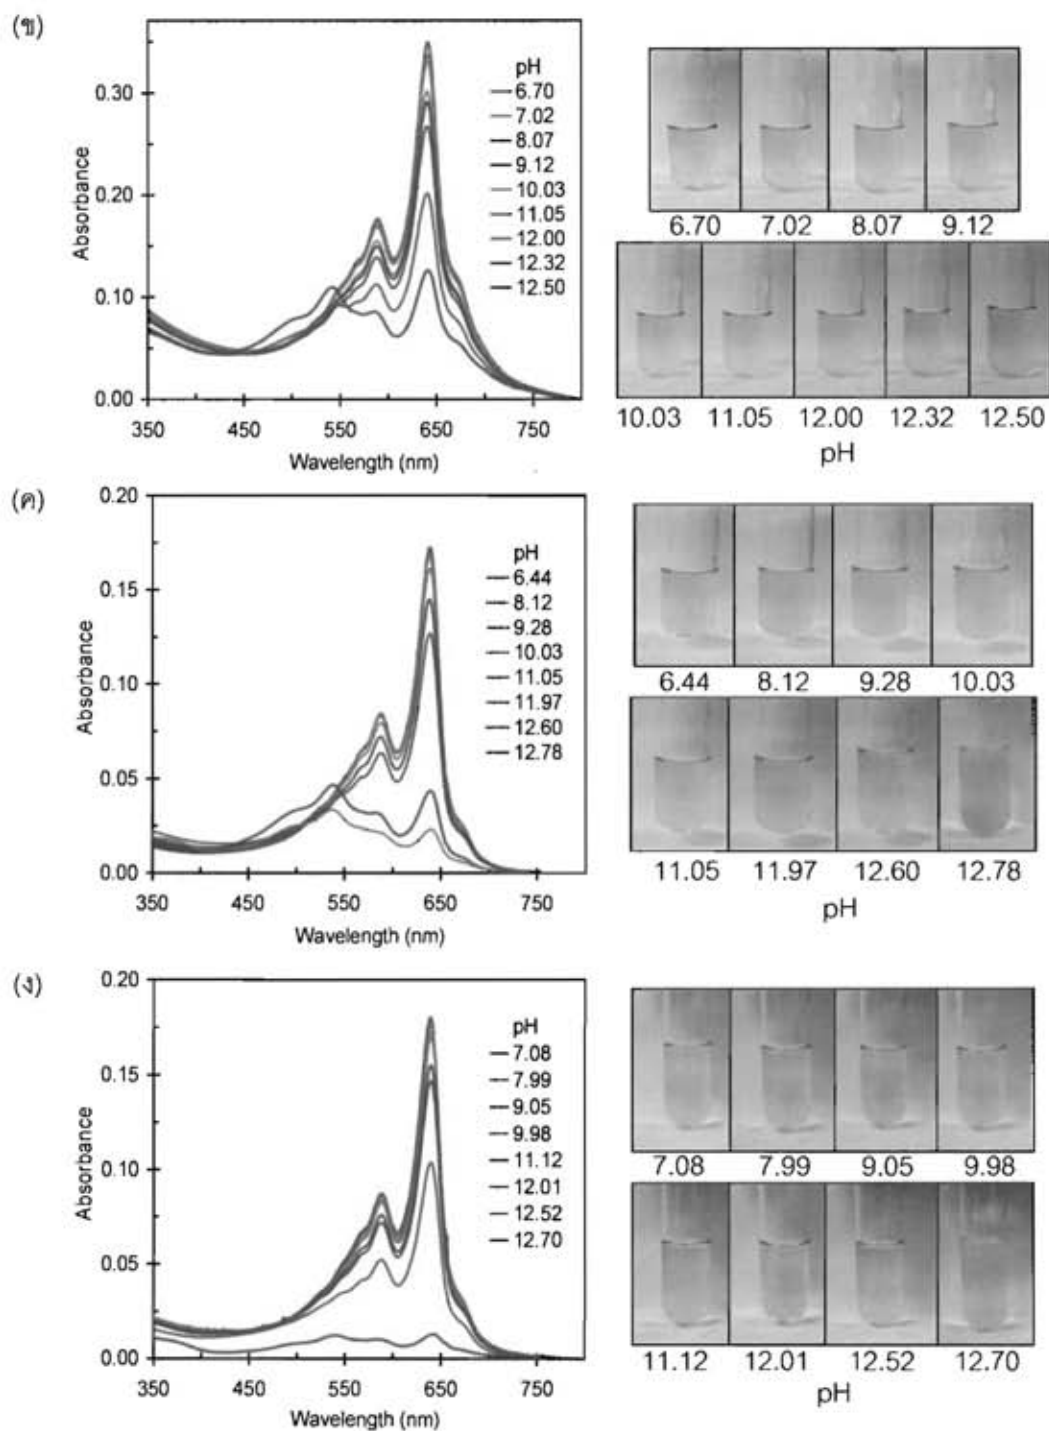 (ข)
Absorbance
0.30
0.20
0.10
0.00
350 450 550 650 750
Wavelength (nm)
pH
6.70
7.02
8.07
9.12
10.03
11.05
12.00
12.32
12.50
6.70 7.02 8.07 9.12
10.03 11.05 12.00 12.32 12.50
pH
(ค)
Absorbance
0.20
0.15
0.10
0.05
0.00
350 450 550 650 750
Wavelength (nm)
pH
6.44
8.12
9.28
10.03
11.05
11.97
12.60
12.78
6.44 8.12 9.28 10.03
11.05 11.97 12.60 12.78
pH
(ง)
Absorbance
0.20
0.15
0.10
0.05
0.00
350 450 550 650 750
Wavelength (nm)
pH
7.08
7.99
9.05
9.98
11.12
12.01
12.52
12.70
7.08 7.99 9.05 9.98
11.12 12.01 12.52 12.70
pH